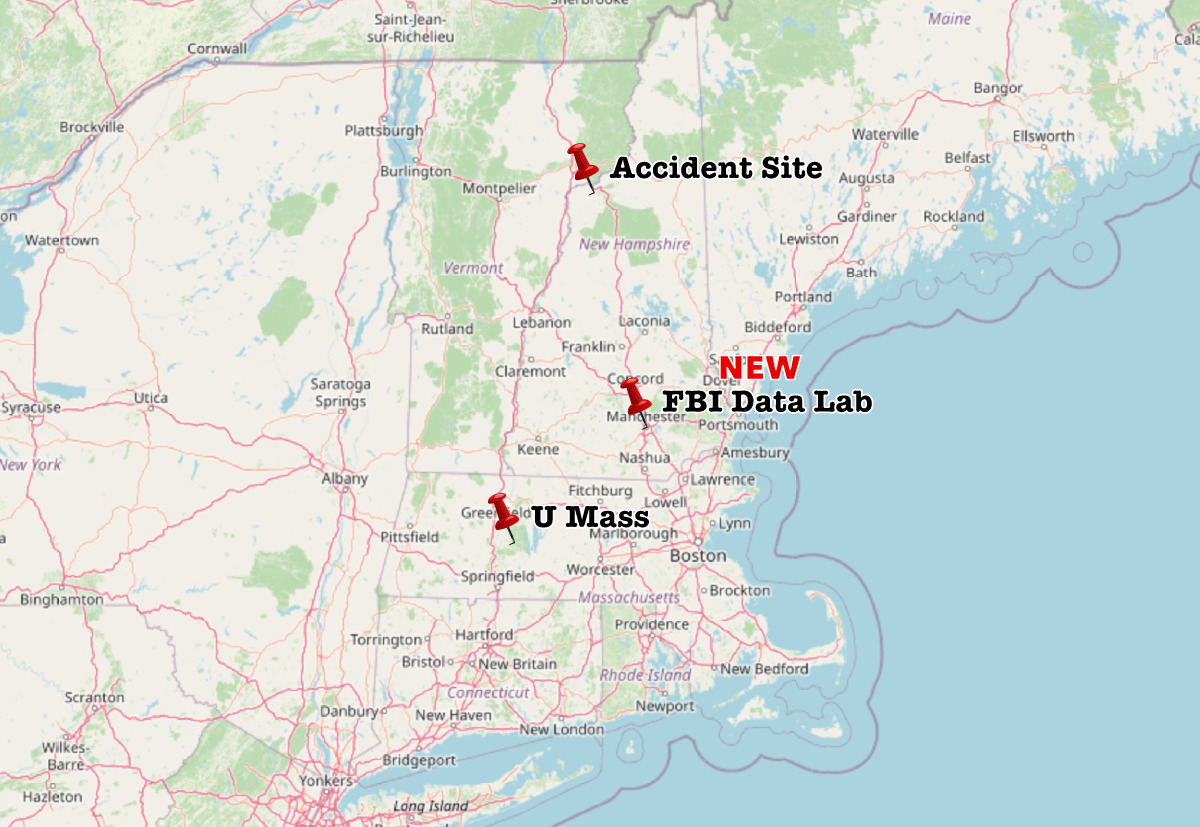 Sherbrooke
Saint-Jean-
sur-Richelieu
Maine
Cornwall
Bangor
Brockville
Plattsburgh
Waterville
Ellsworth
Burlington
Accident Site
Belfast
Montpelier
Augusta
Gardiner
Rockland
Watertown
New Hampshire
Lewiston
Vermont
Bath
Portland
Rutland
Lebanon
Laconia
Biddeford
Franklin
Claremont
NEW
Saratoga
Springs
Concord
Dover
Utica
Syracuse
FBI Data Lab
Manchester
Portsmouth
Keene
Nashua
Amesbury
New York
Albany
Lawrence
Fitchburg
Lowell
Greenfield
U Mass
Lynn
Pittsfield
Marlborough
Boston
Springfield
Worcester
Binghamton
Massachusetts
Brockton
Torrington
Hartford
Providence
Bristol
New Britain
New Bedford
Rhode Island
Scranton
Connecticut
Danbury
New Haven
Newport
New London
Wilkes-
Barre
Bridgeport
Yonkers
Hazleton
Long Island